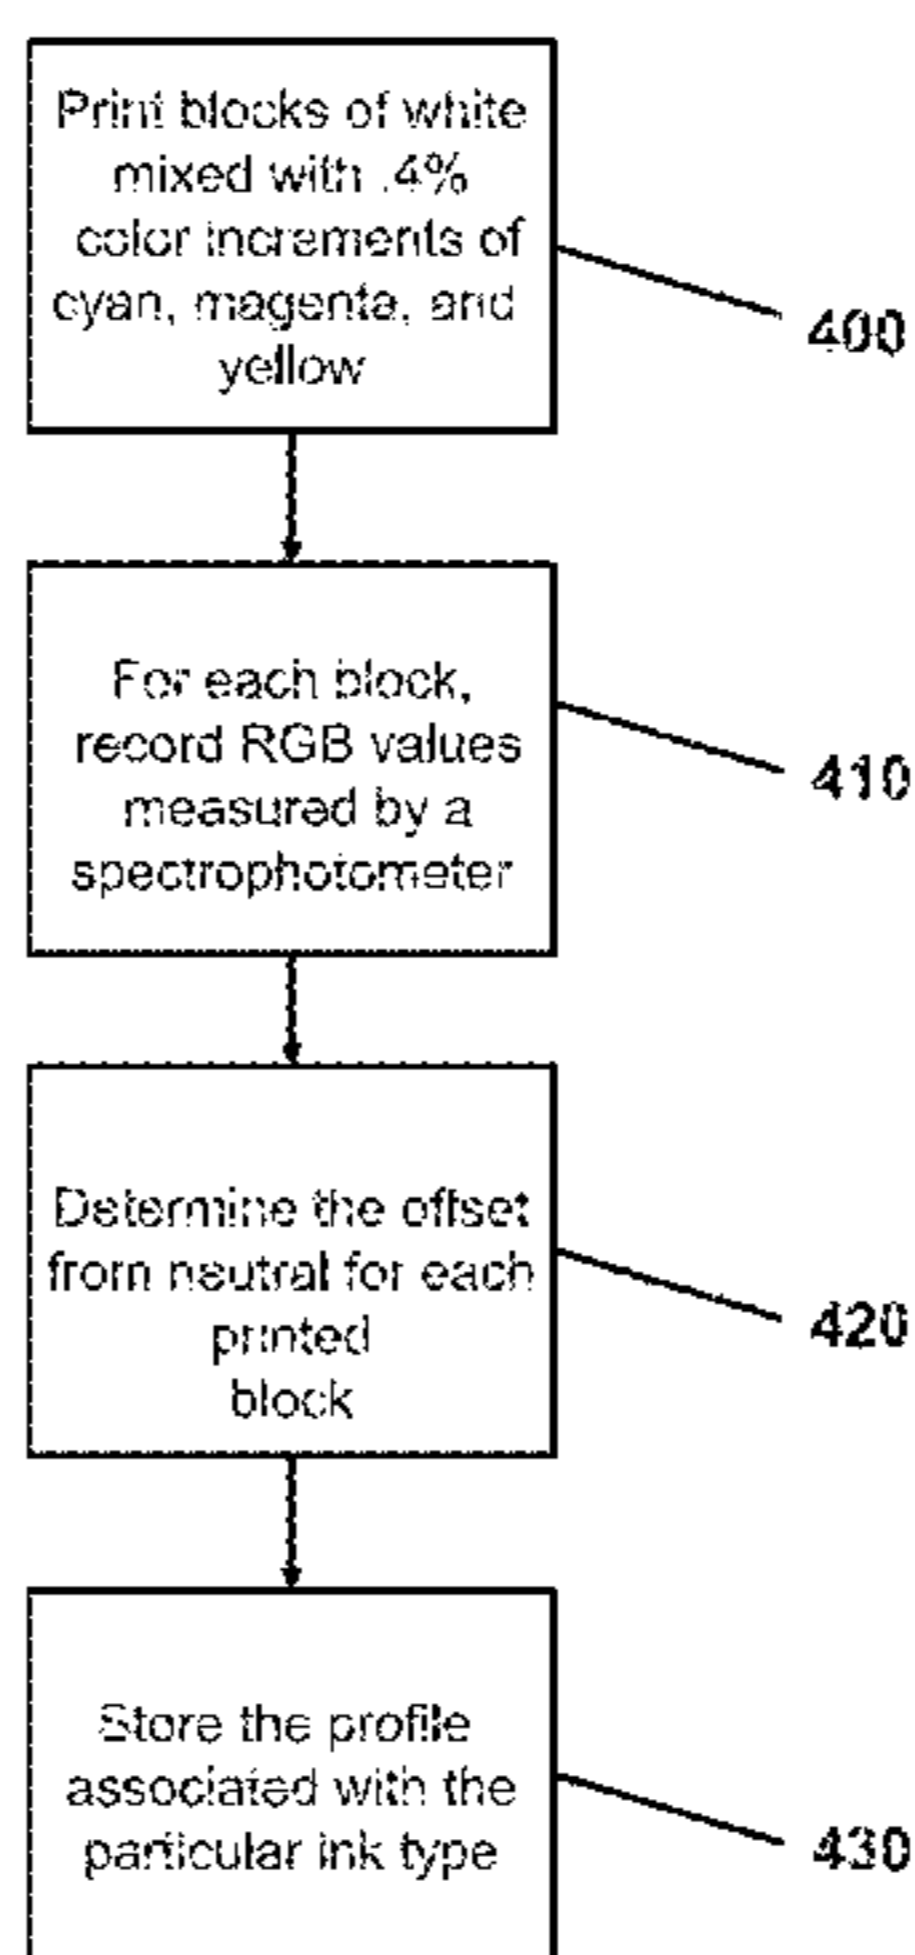 Print blocks of white
mixed with .4%
color increments of
cyan, magenta, and
yellow
400
For each block,
record RGB values
measured by a
spectrophotometer
410
Determine the offset
from neutral for each
printed
block
420
Store the profile
associated with the
particular ink type
430